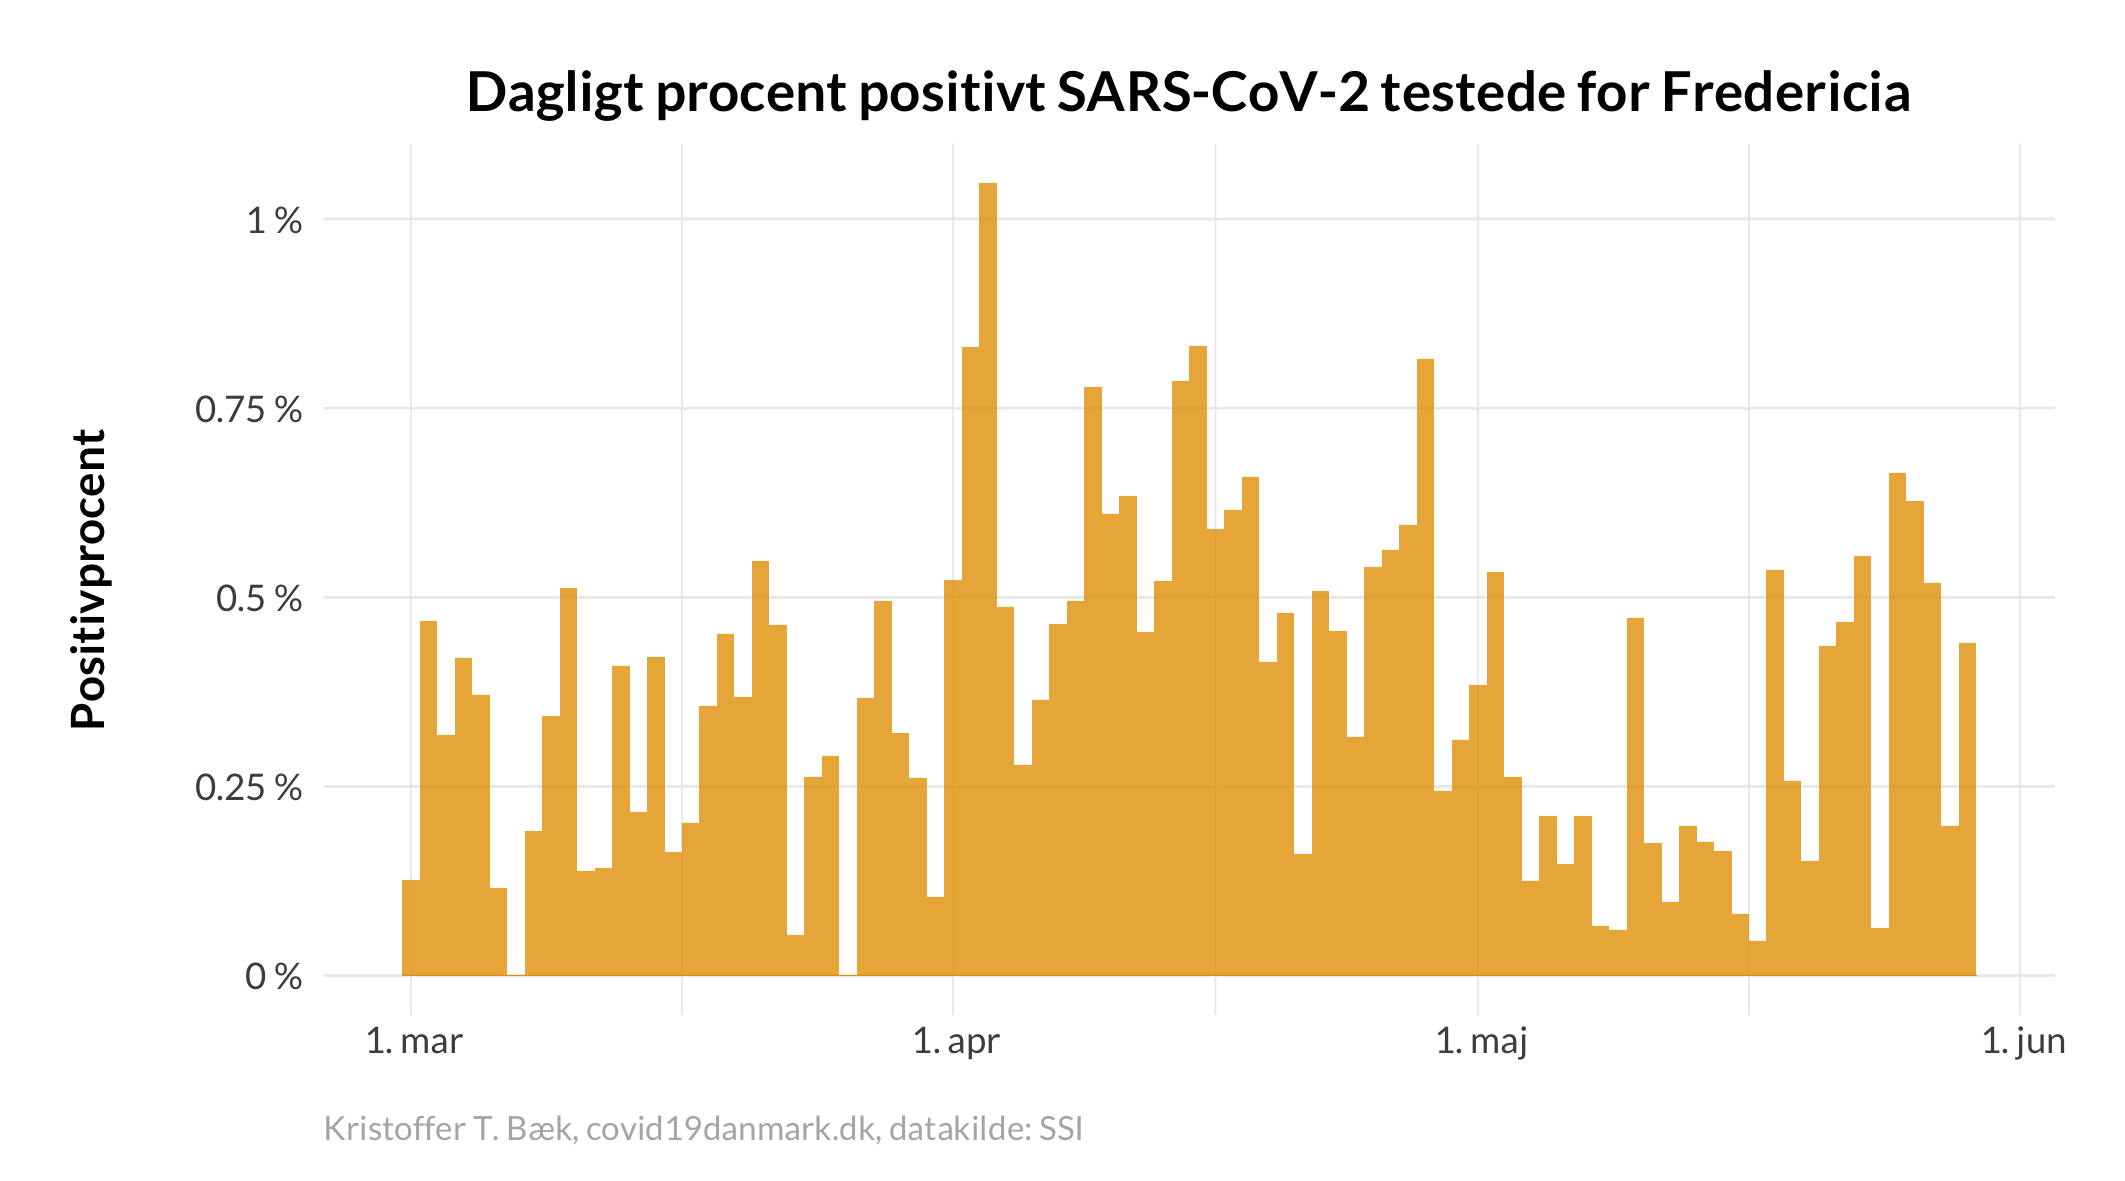 Dagligt procent positivt SARS-CoV-2 testede for Fredericia
Positivprocent
1 %
0.75 %
0.5 %
0.25 %
0 %
1. mar
1. apr
1. maj
1. jun
Kristoffer T. Bæk, covid19danmark.dk, datakilde: SSI